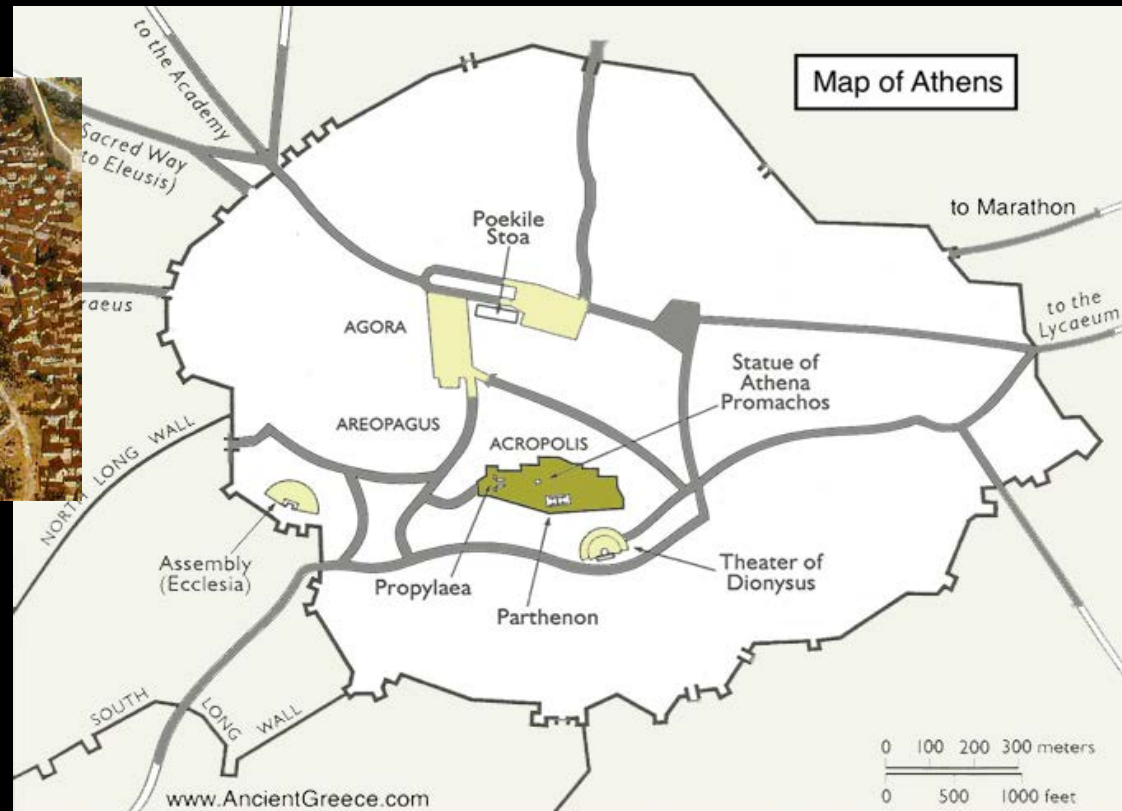 Map of Athens
to the Academy
Sacred Way
to Eleusis)
to Marathon
Poekile
Stoa
to the
Lycaeum
raeus
AGORA
Statue of
Athena
Promachos
AREOPAGUS
ACROPOLIS
NORTH LONG WALL
Assembly
(Ecclesia)
Propylaea
Theater of
Dionysus
Parthenon
SOUTH LONG WALL
0 100 200 300 meters
0 500 1000 feet
www.AncientGreece.com